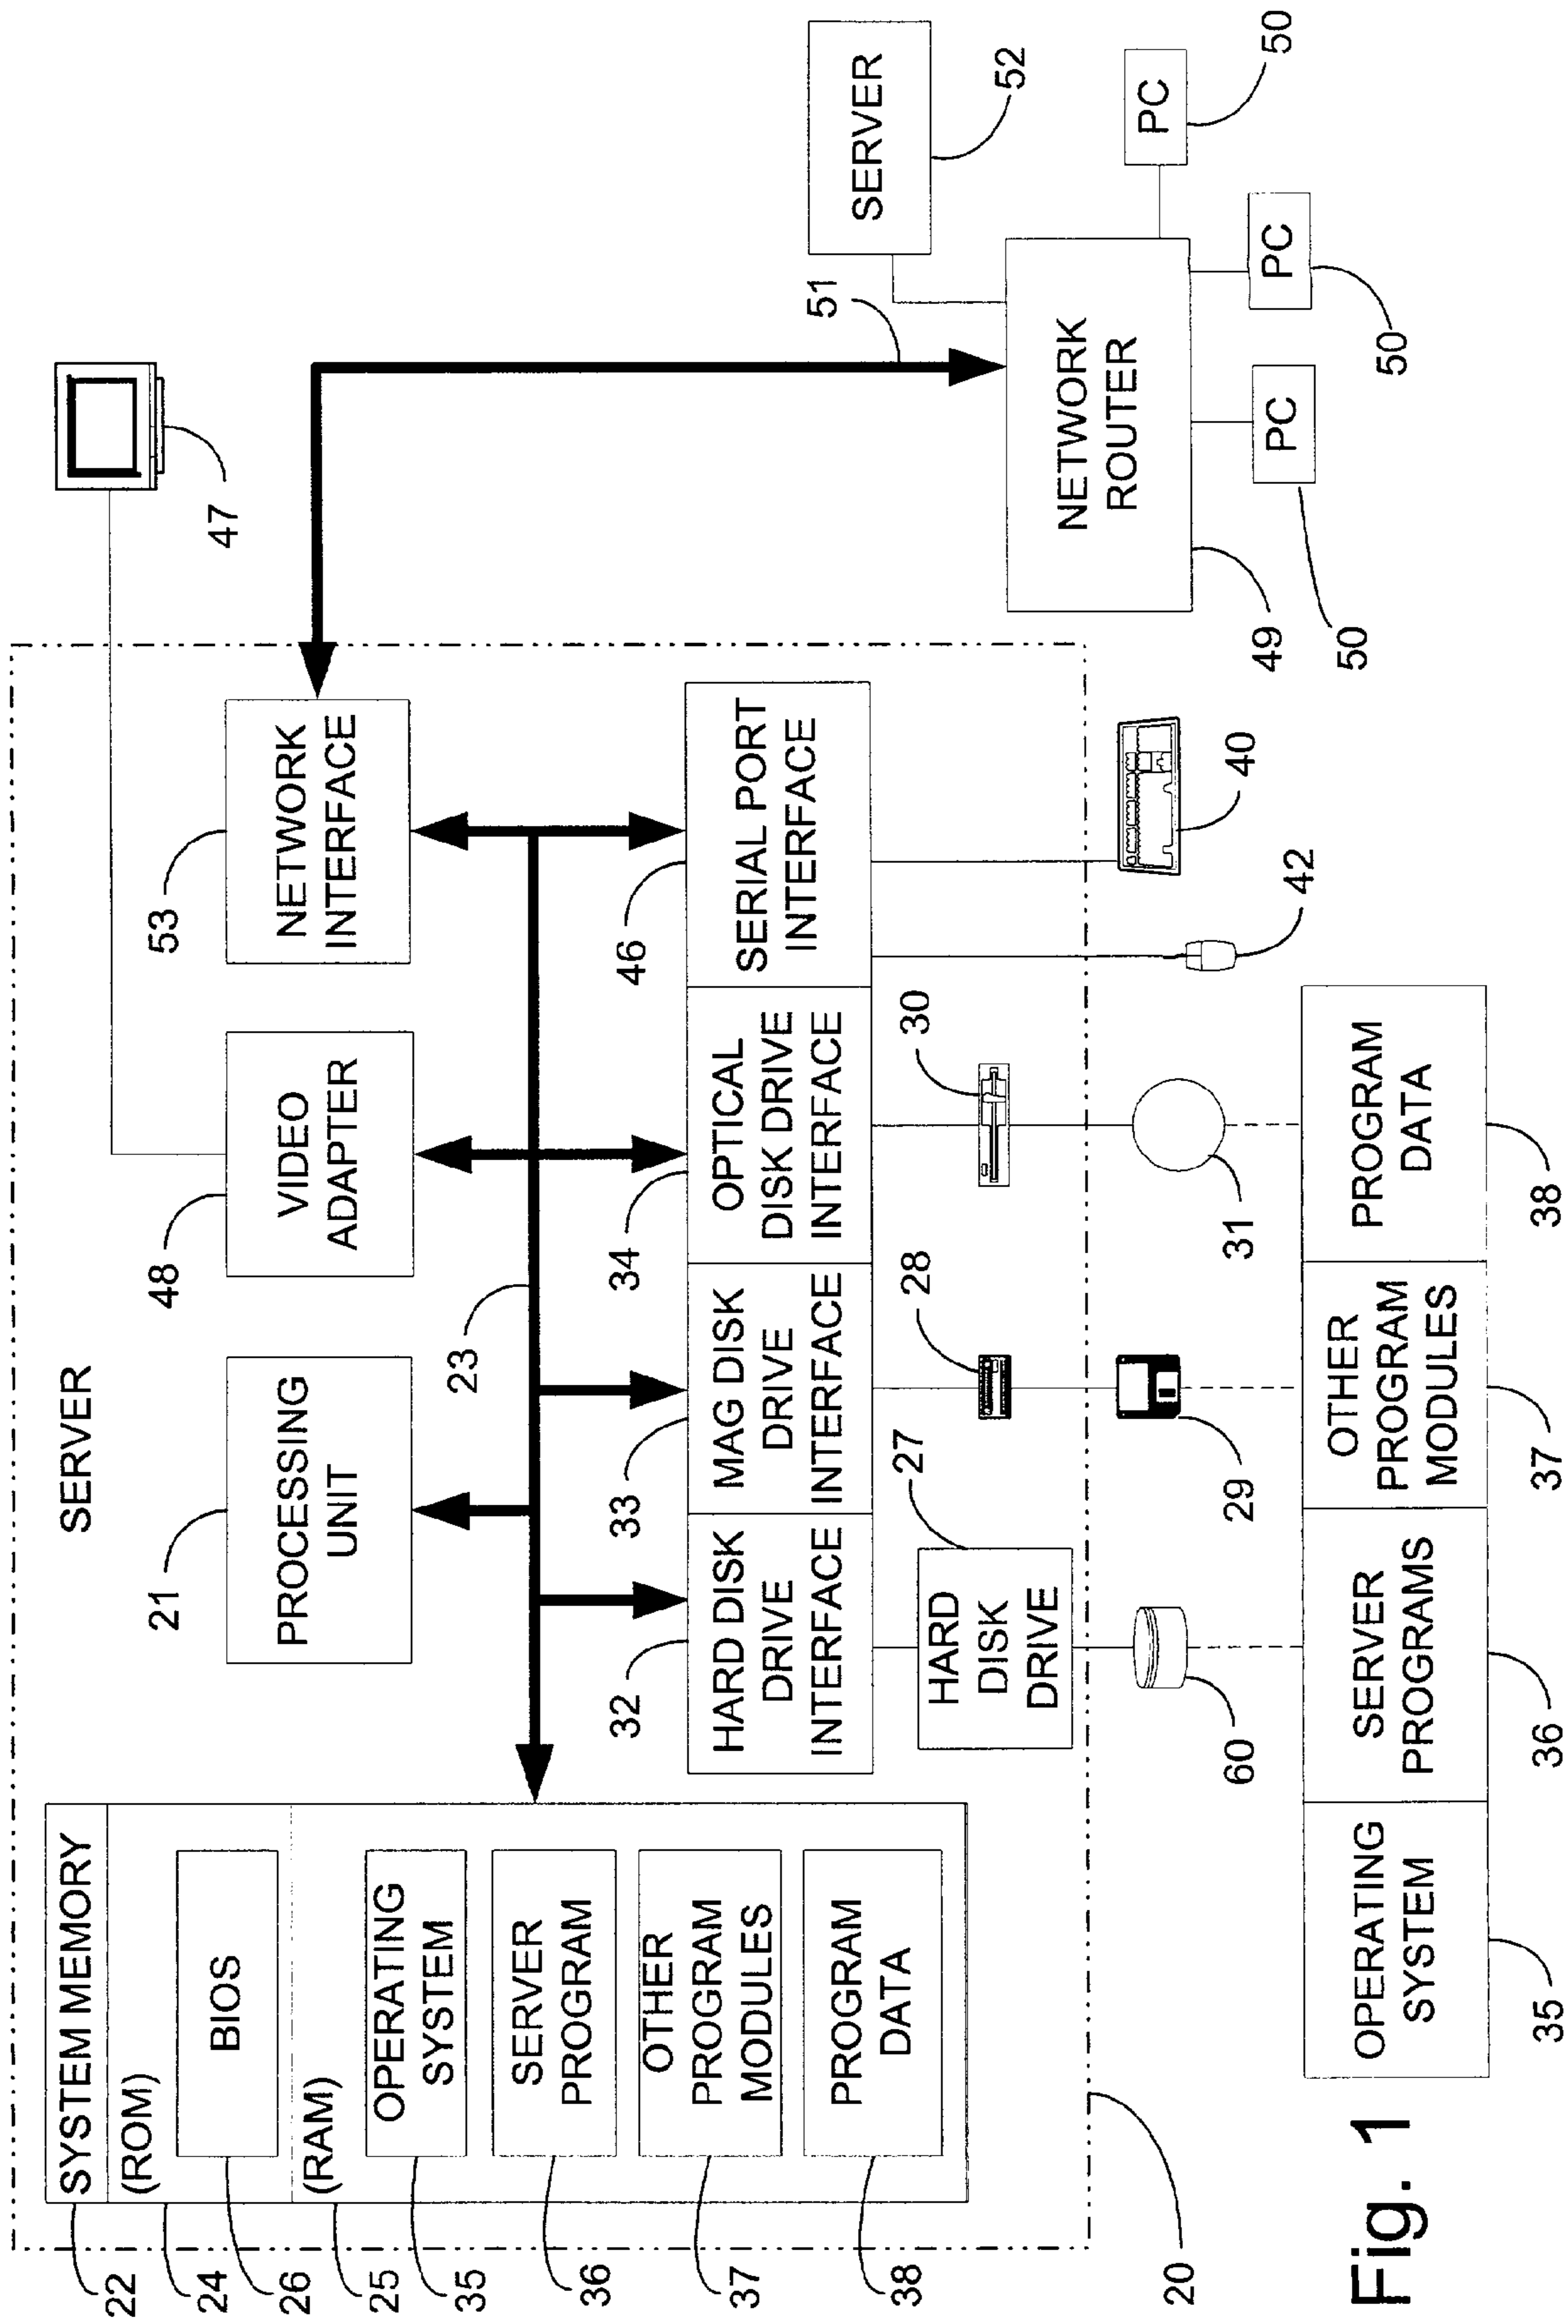 SERVER
47
22
SYSTEM MEMORY
24
(ROM)
26
BIOS
25
(RAM)
35
OPERATING
SYSTEM
36
SERVER
PROGRAM
37
OTHER
PROGRAM
MODULES
38
PROGRAM
DATA
21
PROCESSING
UNIT
48
VIDEO
ADAPTER
53
NETWORK
INTERFACE
23
32
HARD DISK
DRIVE
INTERFACE
33
MAG DISK
DRIVE
INTERFACE
34
OPTICAL
DISK DRIVE
INTERFACE
46
SERIAL PORT
INTERFACE
51
SERVER
52
27
HARD
DISK
DRIVE
28
30
20
60
29
31
42
40
NETWORK
ROUTER
49
PC
50
PC
50
PC
50
OPERATING
SYSTEM
35
SERVER
PROGRAMS
36
OTHER
PROGRAM
MODULES
37
PROGRAM
DATA
38
Fig. 1